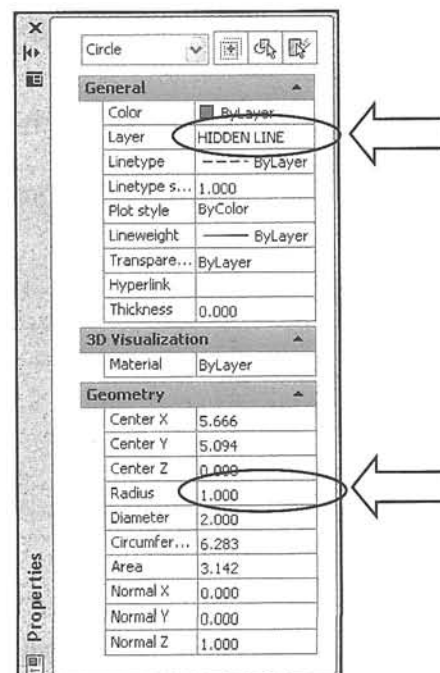 Circle
General
Color ByLayer
Layer HIDDEN LINE
Linetype ByLayer
Linetype s... 1.000
Plot style ByColor
Lineweight ByLayer
Transpare... ByLayer
Hyperlink
Thickness 0.000
3D Visualization
Material ByLayer
Geometry
Center X 5.666
Center Y 5.094
Center Z 0.000
Radius 1.000
Diameter 2.000
Circumfer... 6.283
Area 3.142
Normal X 0.000
Normal Y 0.000
Normal Z 1.000
Properties